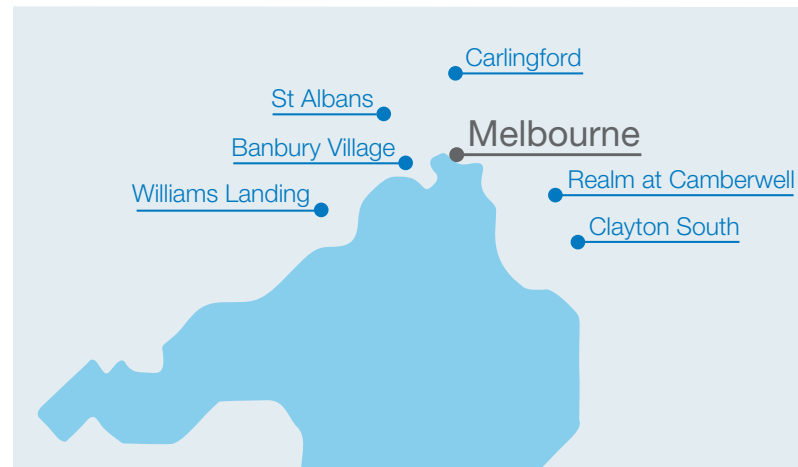 Carlingford
St Albans
Melbourne
Banbury Village
Realm at Camberwell
Williams Landing
Clayton South